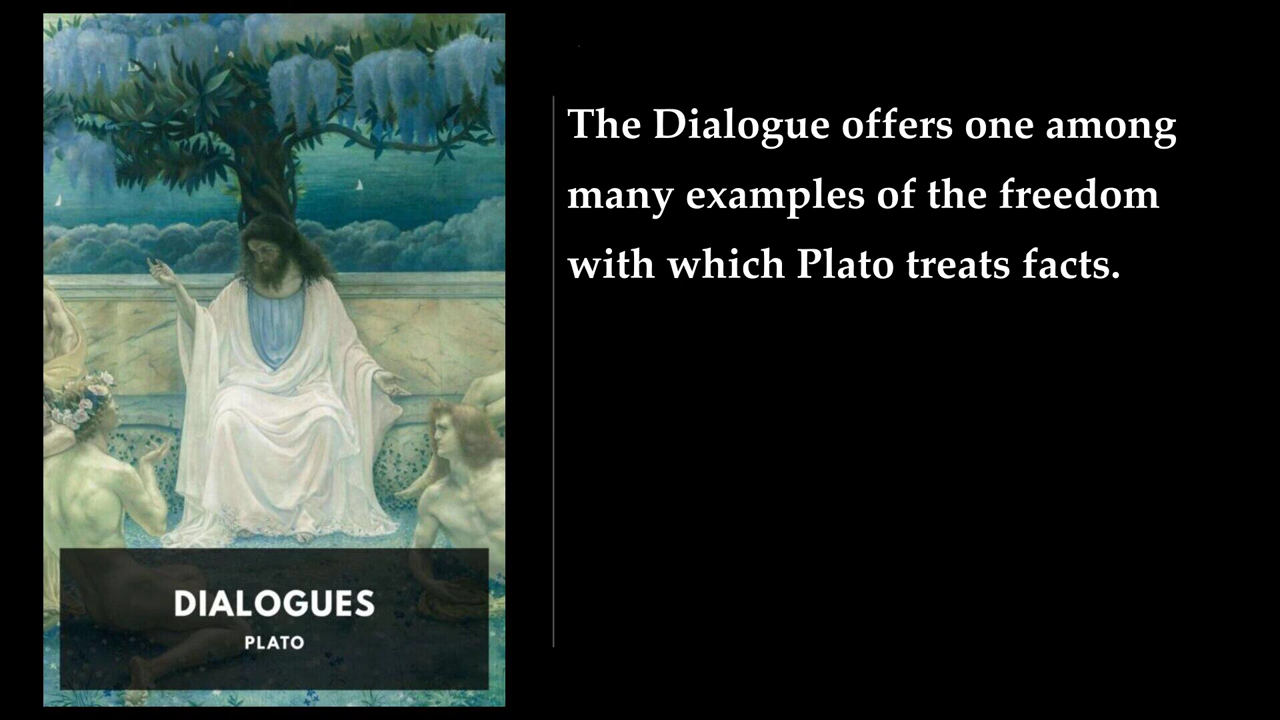 The Dialogue offers one among
many examples of the freedom
with which Plato treats facts.
DIALOGUES
PLATO